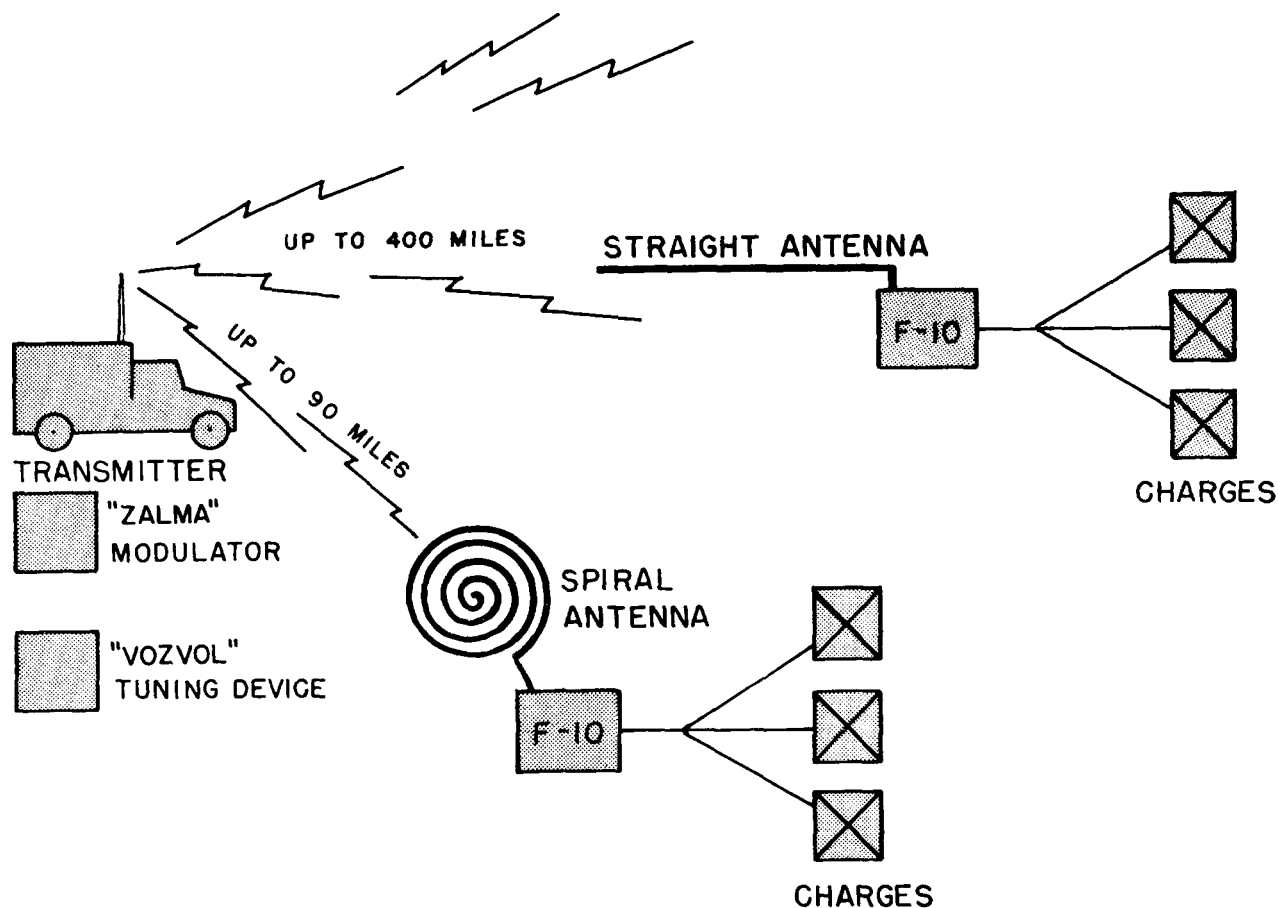 UP TO 400 MILES
STRAIGHT ANTENNA
F-10
UP TO 90 MILES
TRANSMITTER
CHARGES
"ZALMA"
MODULATOR
SPIRAL
ANTENNA
"VOZVOL"
TUNING DEVICE
F-10
CHARGES